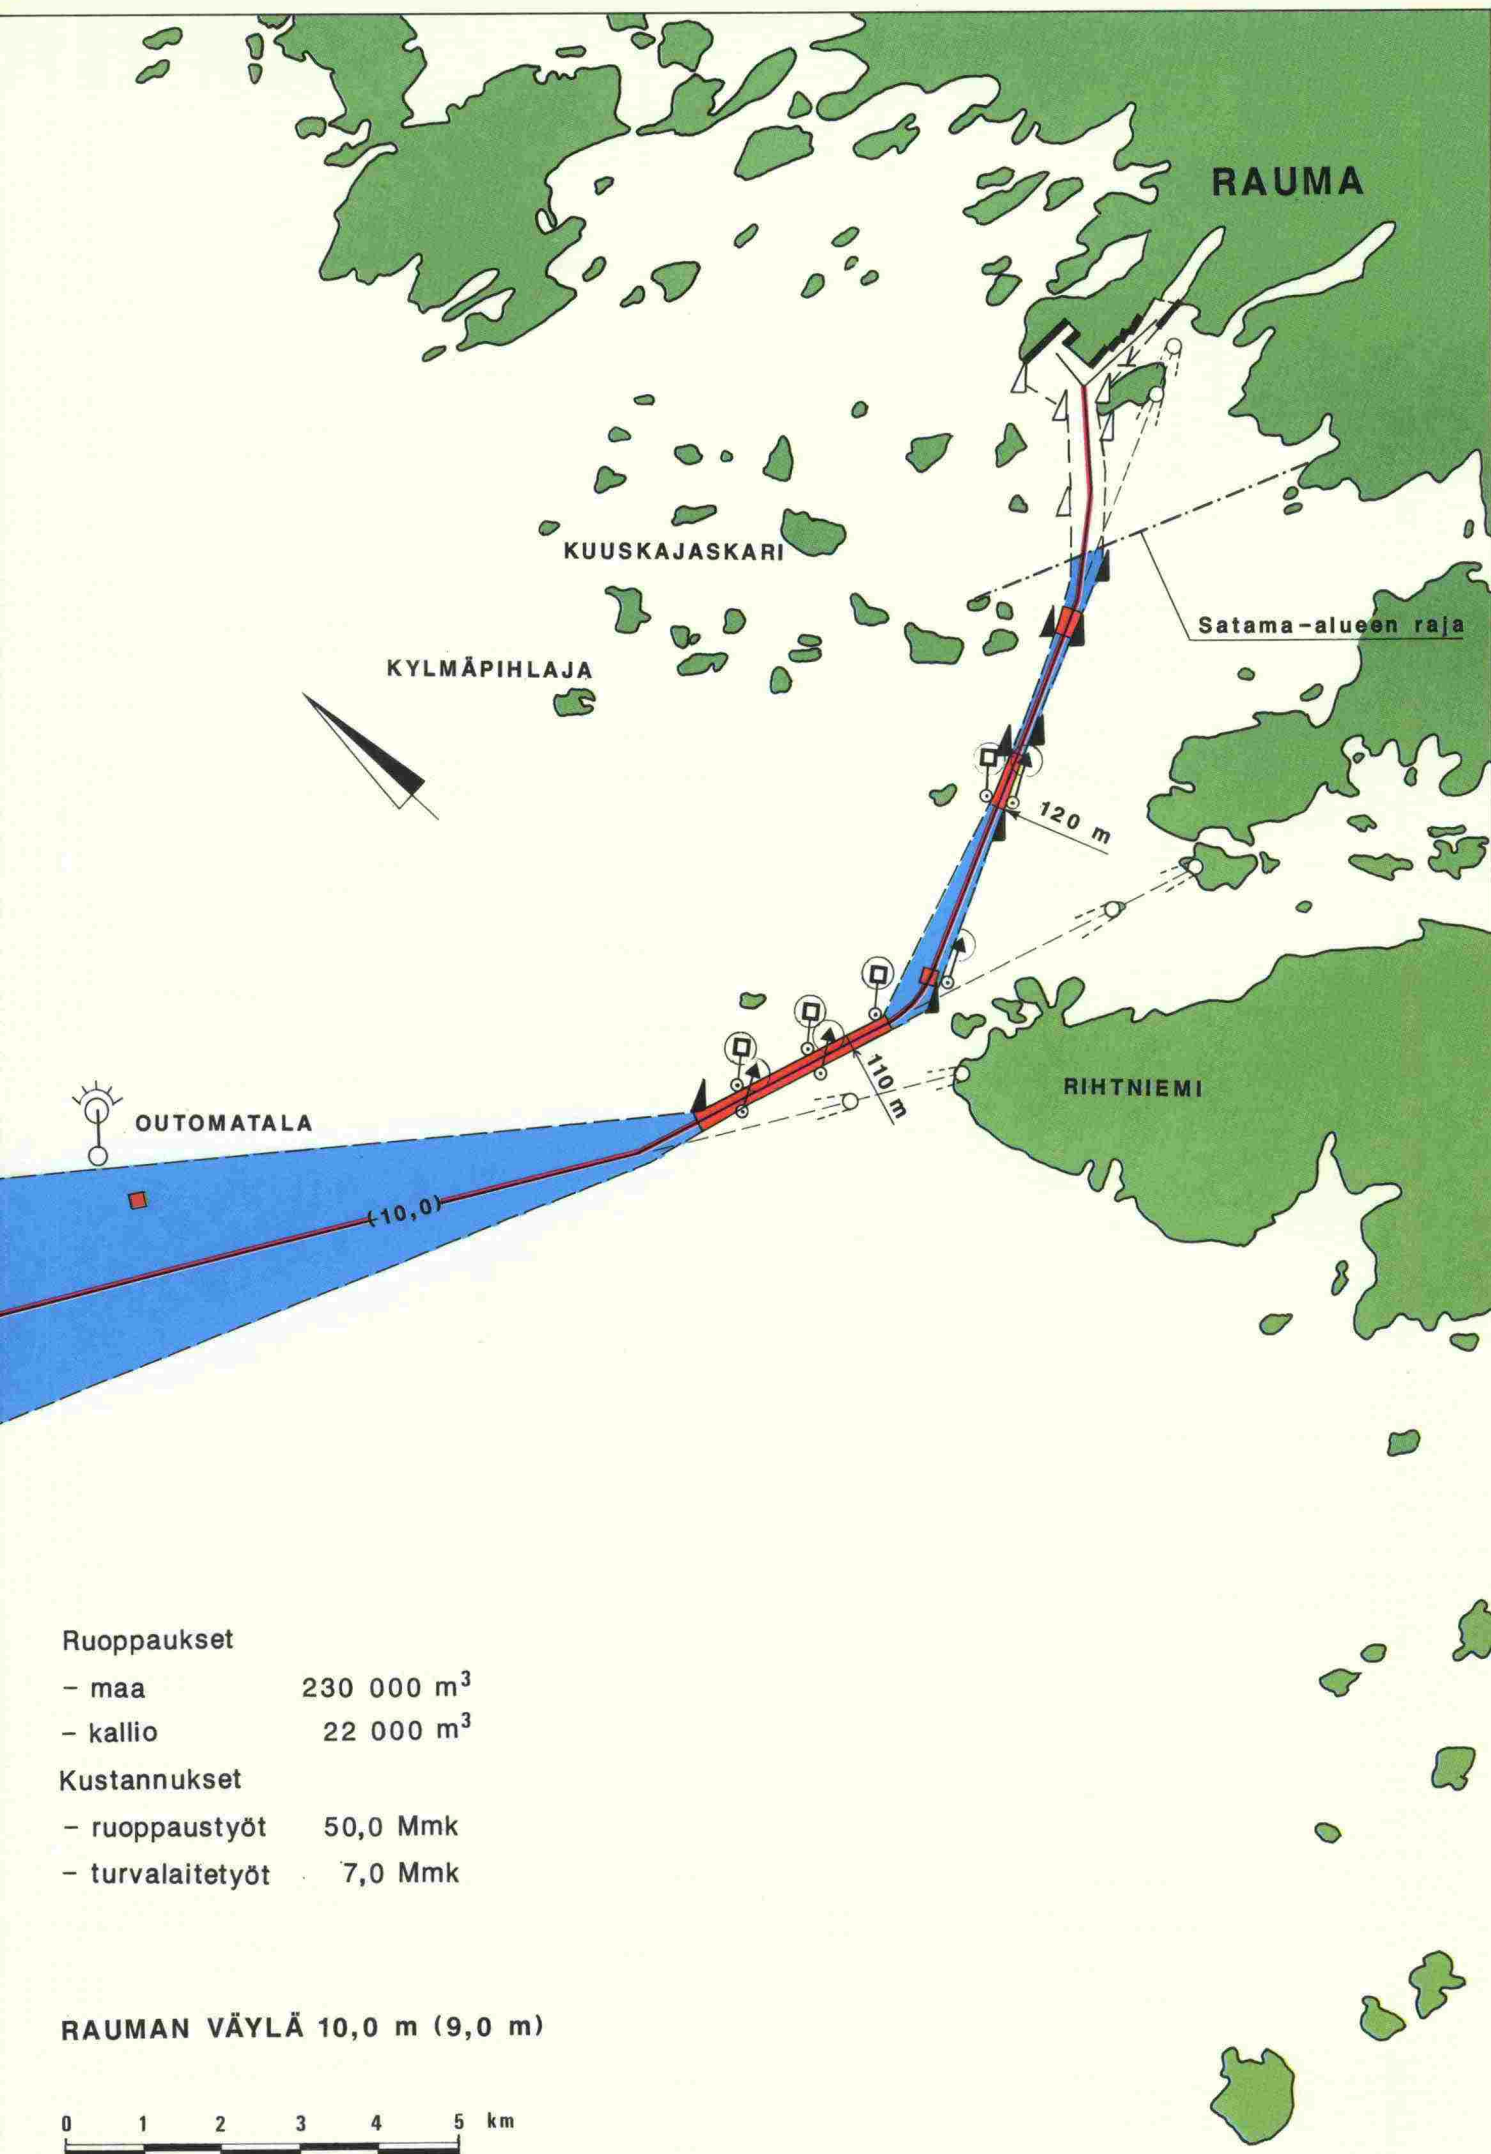 RAUMA
KUUSKAJASKARI
Satama-alueen raja
KYLMÄPIHLAJA
120 m
110 m
RIHTNIEMI
OUTOMATALA
(10,0)
Ruoppaukset
- maa 230 000 m³
- kallio 22 000 m³
Kustannukset
- ruoppaustyöt 50,0 Mmk
- turvalaitetyöt 7,0 Mmk
RAUMAN VÄYLÄ 10,0 m (9,0 m)
0 1 2 3 4 5 km